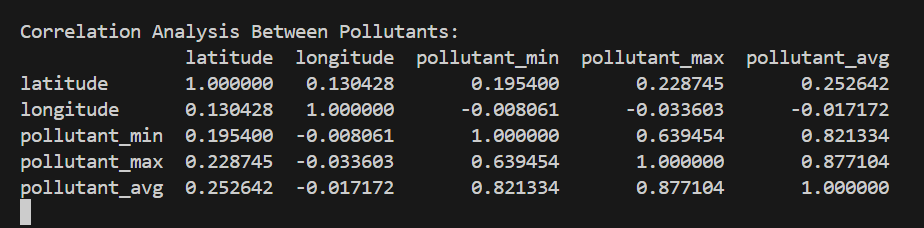 Correlation Analysis Between Pollutants:
latitude longitude pollutant_min pollutant_max pollutant_avg
latitude 1.000000 0.130428 0.195400 0.228745 0.252642
longitude 0.130428 1.000000 -0.008061 -0.033603 -0.017172
pollutant_min 0.195400 -0.008061 1.000000 0.639454 0.821334
pollutant_max 0.228745 -0.033603 0.639454 1.000000 0.877104
pollutant_avg 0.252642 -0.017172 0.821334 0.877104 1.000000